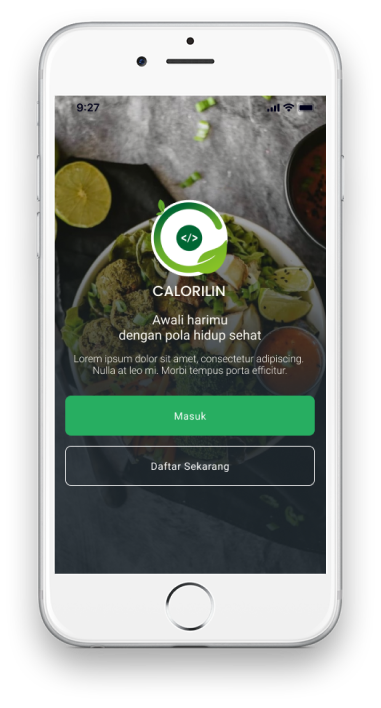 9:27
</>
CALORILIN
Awali harimu
dengan pola hidup sehat
Lorem ipsum dolor sit amet, consectetur adipiscing.
Nulla at leo mi. Morbi tempus porta efficitur.
Masuk
Daftar Sekarang